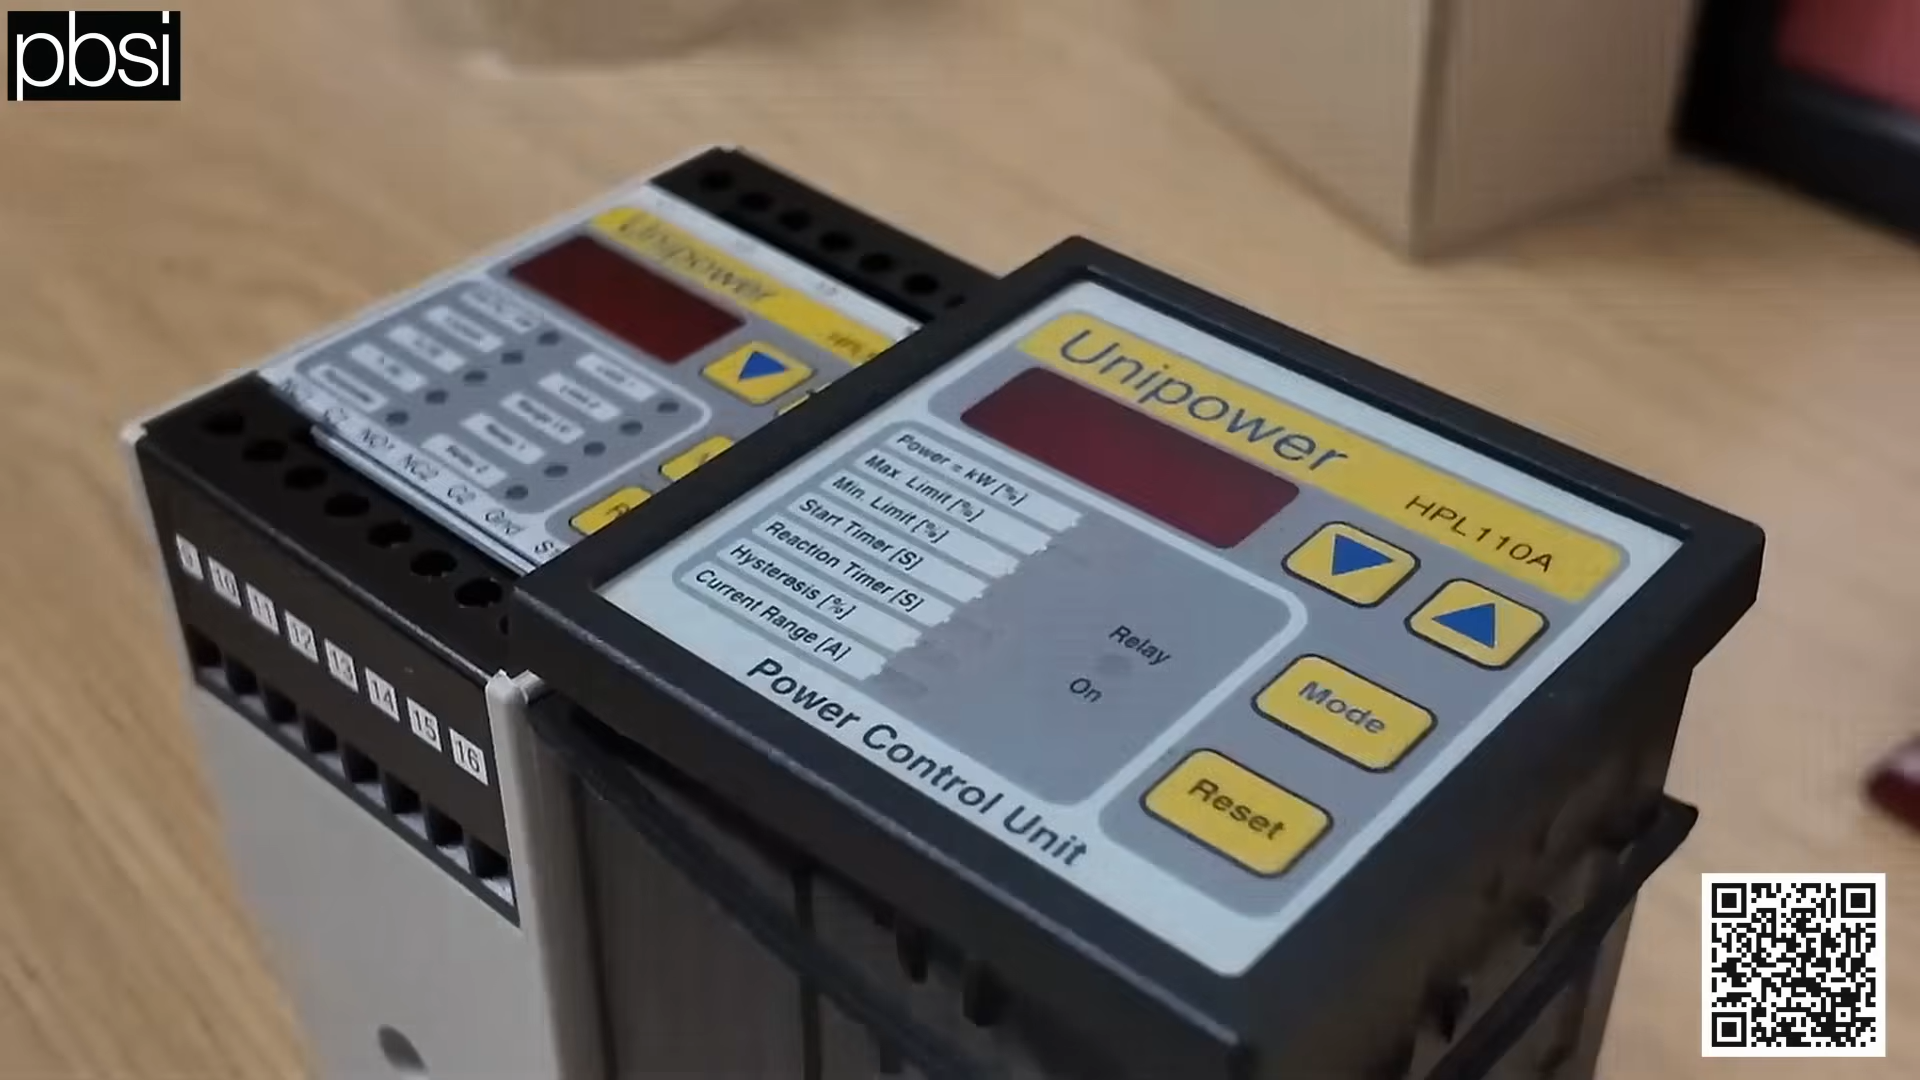 pbsi
Unipower
Unipower
HPL110A
Power = kW [%]
Max. Limit [%]
Min. Limit [%]
Start Timer [S]
Reaction Timer [S]
Hysteresis [%]
Current Range [A]
Relay
On
Mode
Reset
Power Control Unit
NO1 NC2 C2 Gnd
9 10 11 12 13 14 15 16